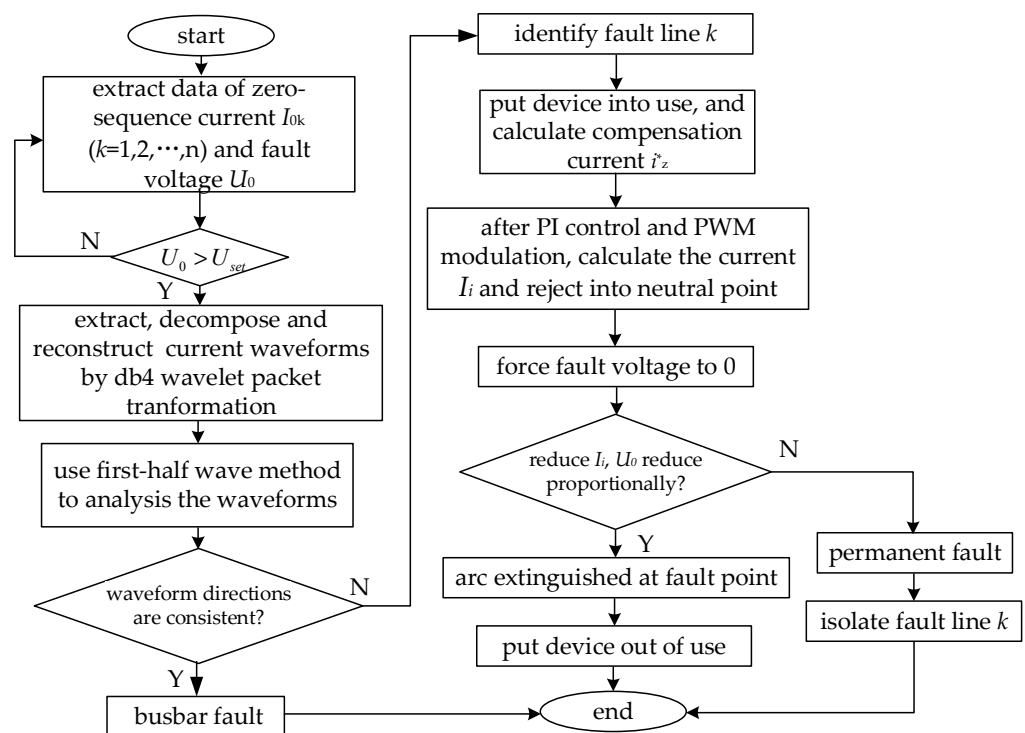 start
extract data of zero-
sequence current I0k
(k=1,2,⋯,n) and fault
voltage U0
N
U0 > Uset
Y
extract, decompose and
reconstruct current waveforms
by db4 wavelet packet
tranformation
use first-half wave method
to analysis the waveforms
waveform directions
are consistent?
N
Y
busbar fault
identify fault line k
put device into use, and
calculate compensation
current i*z
after PI control and PWM
modulation, calculate the current
Ii and reject into neutral point
force fault voltage to 0
reduce Ii, U0 reduce
proportionally?
N
Y
arc extinguished at fault point
put device out of use
permanent fault
isolate fault line k
end